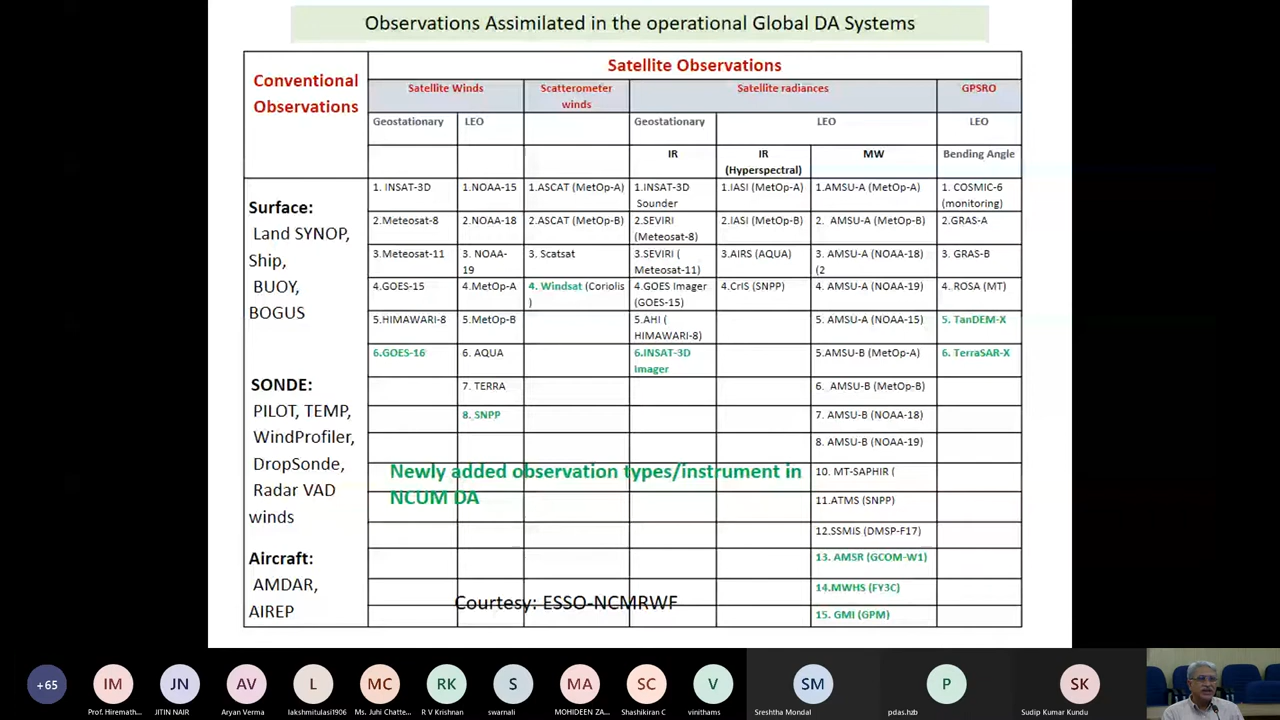 Observations Assimilated in the operational Global DA Systems
Conventional
Observations
Satellite Observations
Satellite Winds
Scatterometer
winds
Satellite radiances
GPSRO
Geostationary
LEO
Geostationary
LEO
LEO
IR
IR
(Hyperspectral)
MW
Bending Angle
Surface:
Land SYNOP,
Ship,
BUOY,
BOGUS
SONDE:
PILOT, TEMP,
WindProfiler,
DropSonde,
Radar VAD
winds
Aircraft:
AMDAR,
AIREP
1. INSAT-3D
2.Meteosat-8
3.Meteosat-11
4.GOES-15
5.HIMAWARI-8
6.GOES-16
1.NOAA-15
2.NOAA-18
3. NOAA-
19
4.MetOp-A
5.MetOp-B
6. AQUA
7. TERRA
8. SNPP
1.ASCAT (MetOp-A)
2.ASCAT (MetOp-B)
3. Scatsat
4. Windsat (Coriolis
)
1.INSAT-3D
Sounder
2.SEVIRI
(Meteosat-8)
3.SEVIRI (
Meteosat-11)
4.GOES Imager
(GOES-15)
5.AHI (
HIMAWARI-8)
6.INSAT-3D
Imager
1.IASI (MetOp-A)
2.IASI (MetOp-B)
3.AIRS (AQUA)
4.CrIS (SNPP)
1.AMSU-A (MetOp-A)
2. AMSU-A (MetOp-B)
3. AMSU-A (NOAA-18)
(2
4. AMSU-A (NOAA-19)
5. AMSU-A (NOAA-15)
5.AMSU-B (MetOp-A)
6. AMSU-B (MetOp-B)
7. AMSU-B (NOAA-18)
8. AMSU-B (NOAA-19)
10. MT-SAPHIR (
11.ATMS (SNPP)
12.SSMIS (DMSP-F17)
13. AMSR (GCOM-W1)
14.MWHS (FY3C)
15. GMI (GPM)
1. COSMIC-6
(monitoring)
2.GRAS-A
3. GRAS-B
4. ROSA (MT)
5. TanDEM-X
6. TerraSAR-X
Newly added observation types/instrument in
NCUM DA
Courtesy: ESSO-NCMRWF
+65
IM
JN
AV
L
MC
RK
S
MA
SC
V
SM
P
SK
Prof. Hiremath...
JITIN NAIR
Aryan Verma
lakshmitulasi1906
Ms. Juhi Chatte...
R V Krishnan
swarnali
MOHIDEEN ZA...
Shashikiran C
vinithams
Sreshtha Mondal
pdas.hzb
Sudip Kumar Kundu